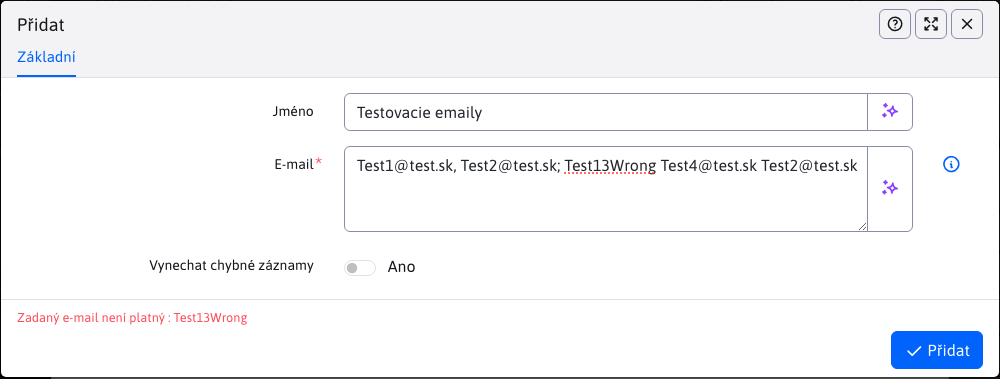 Přidat
Základní
Jméno
Testovacie emaily
E-mail*
Test1@test.sk, Test2@test.sk; Test13Wrong Test4@test.sk Test2@test.sk
Vynechat chybné záznamy
Ano
Zadaný e-mail není platný : Test13Wrong
Přidat